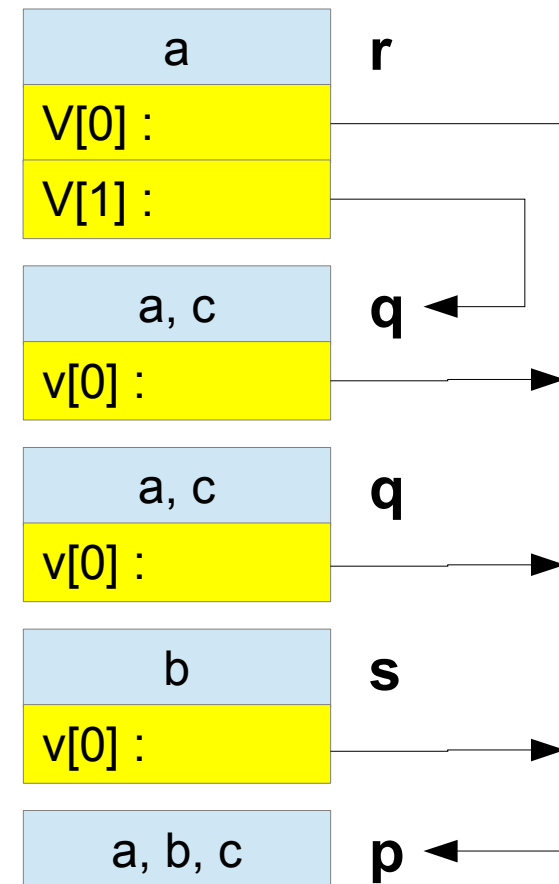 a r
V[0] :
V[1] :
a, c q
v[0] :
a, c q
v[0] :
b s
v[0] :
a, b, c p